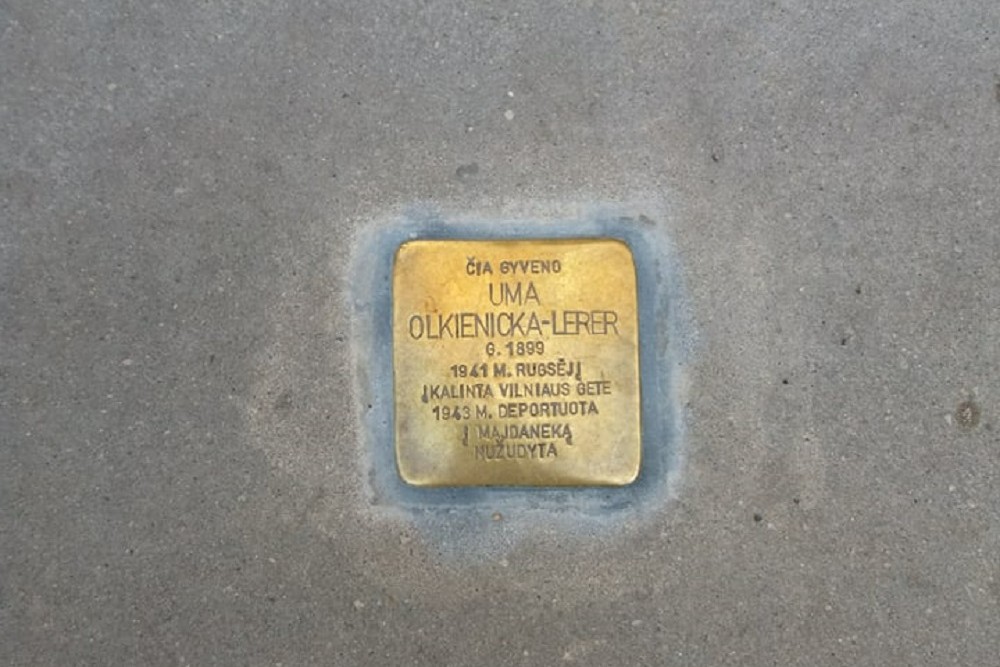 ČIA GYVENO
UMA
OLKIENICKA-LERER
G. 1899
1941 M. RUGSĖJĮ
ĮKALINTA VILNIAUS GETE
1943 M. DEPORTUOTA
Į MAJDANEKĄ
NUŽUDYTA